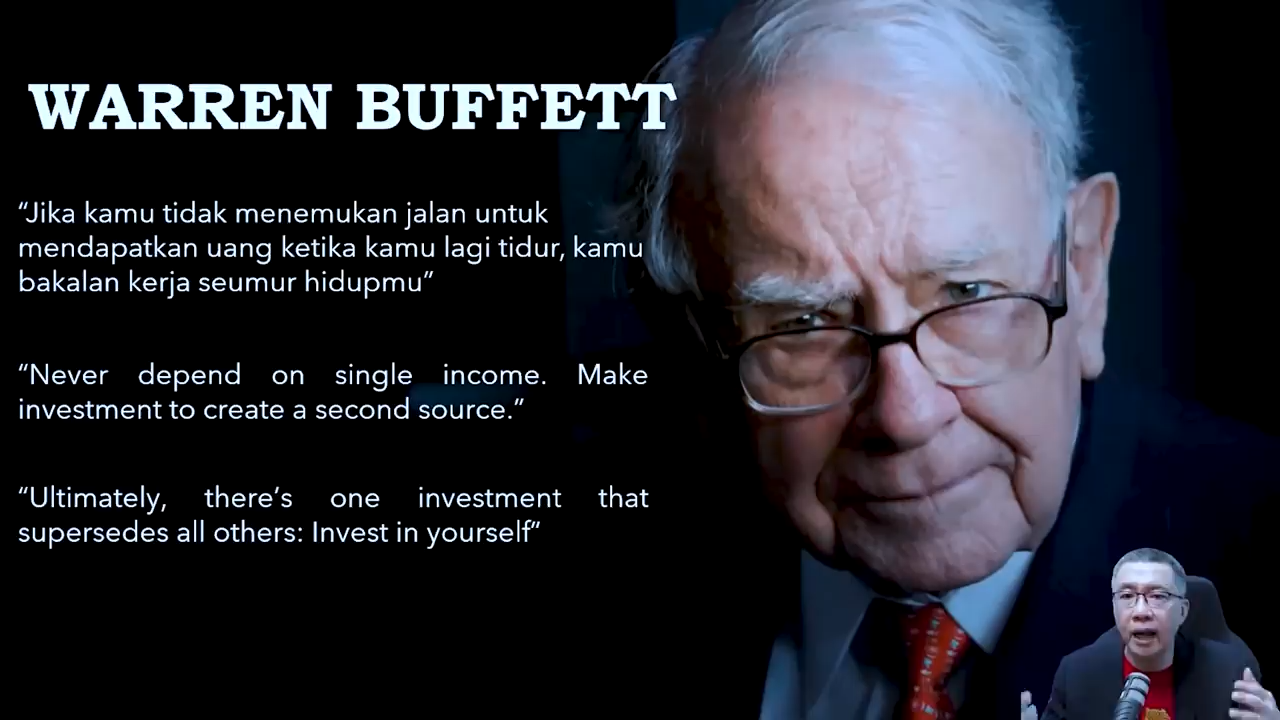 WARREN BUFFETT
“Jika kamu tidak menemukan jalan untuk
mendapatkan uang ketika kamu lagi tidur, kamu
bakalan kerja seumur hidupmu”
“Never depend on single income. Make
investment to create a second source.”
“Ultimately, there’s one investment that
supersedes all others: Invest in yourself”